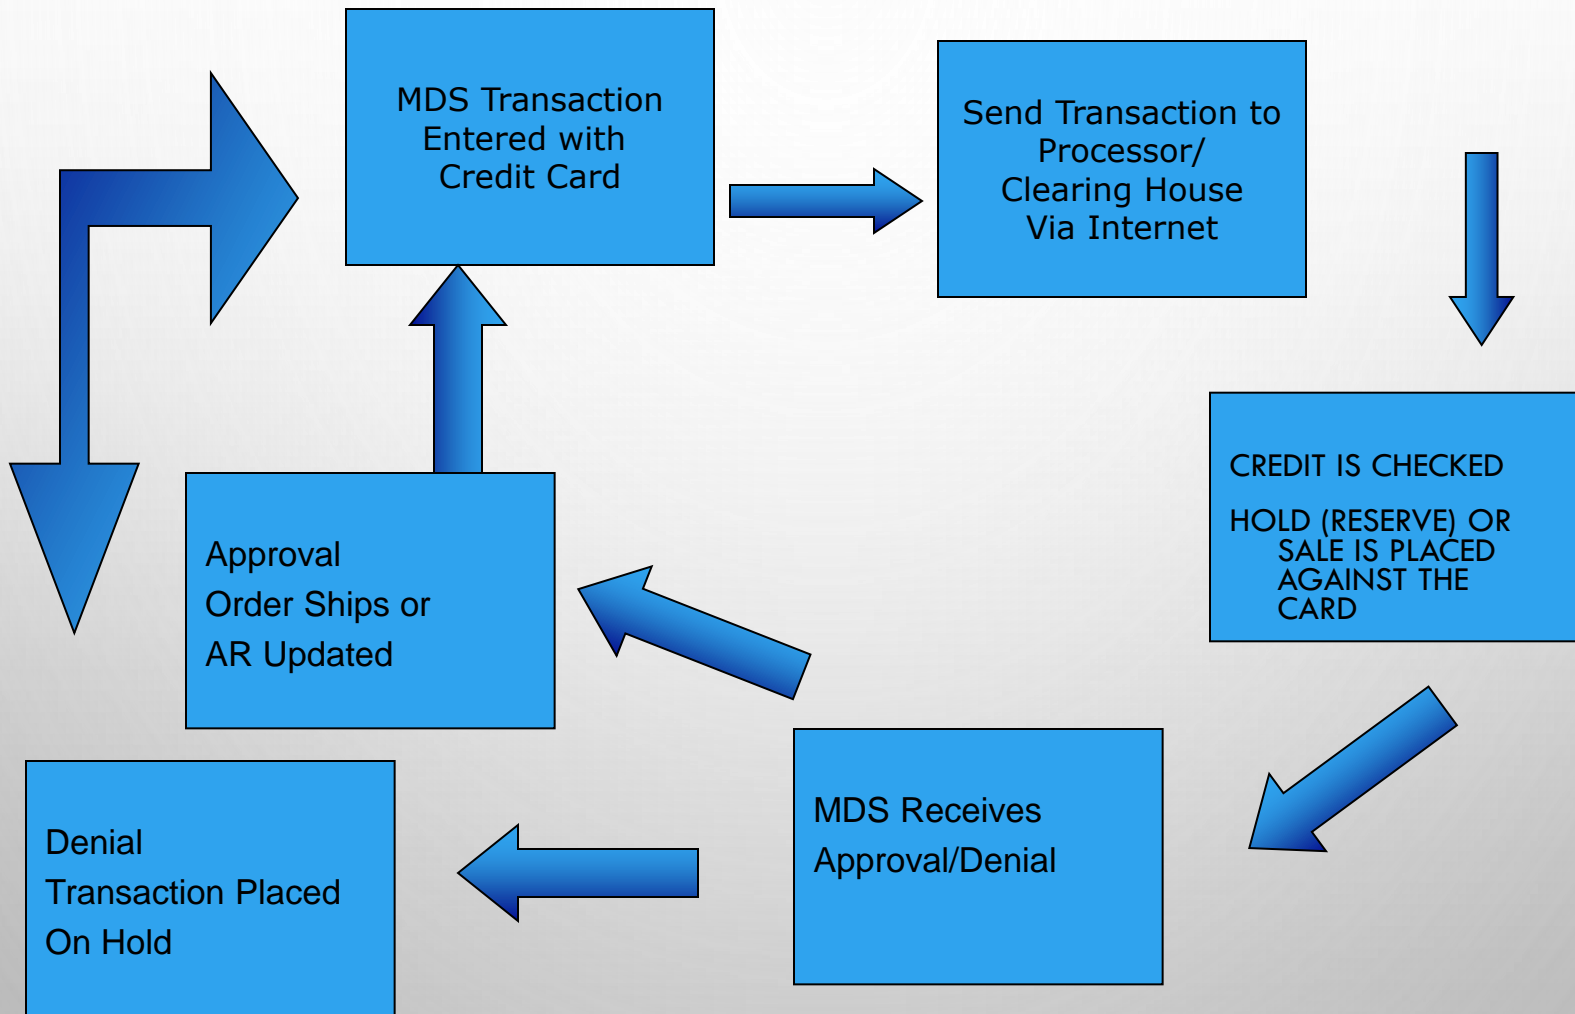 MDS Transaction
Entered with
Credit Card
Send Transaction to
Processor/
Clearing House
Via Internet
CREDIT IS CHECKED
HOLD (RESERVE) OR
SALE IS PLACED
AGAINST THE
CARD
MDS Receives
Approval/Denial
Approval
Order Ships or
AR Updated
Denial
Transaction Placed
On Hold